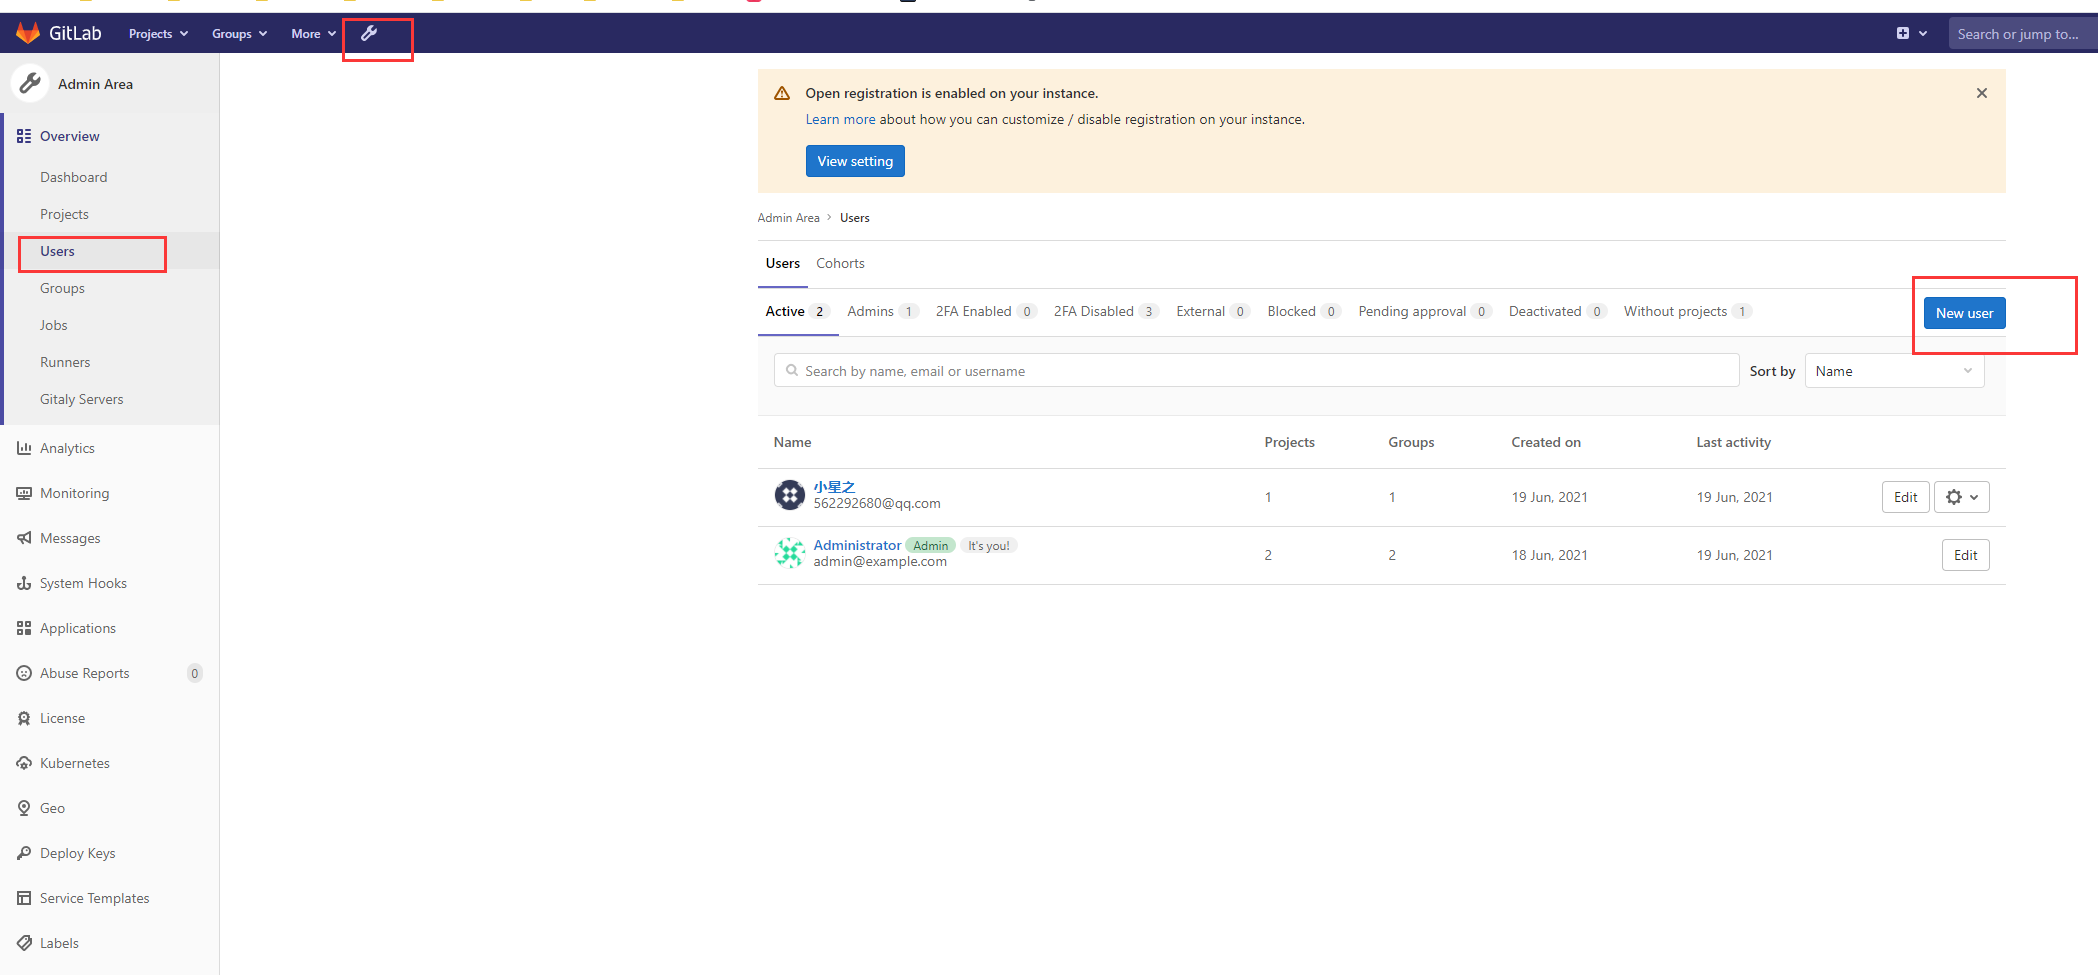 GitLab Projects Groups More Search or jump to...
Admin Area
Overview
Dashboard
Projects
Users
Groups
Jobs
Runners
Gitaly Servers
Analytics
Monitoring
Messages
System Hooks
Applications
Abuse Reports 0
License
Kubernetes
Geo
Deploy Keys
Service Templates
Labels
Open registration is enabled on your instance.
Learn more about how you can customize / disable registration on your instance.
View setting
Admin Area › Users
Users Cohorts
Active 2 Admins 1 2FA Enabled 0 2FA Disabled 3 External 0 Blocked 0 Pending approval 0 Deactivated 0 Without projects 1 New user
Search by name, email or username Sort by Name
Name Projects Groups Created on Last activity
小星之
562292680@qq.com 1 1 19 Jun, 2021 19 Jun, 2021 Edit
Administrator Admin It's you!
admin@example.com 2 2 18 Jun, 2021 19 Jun, 2021 Edit